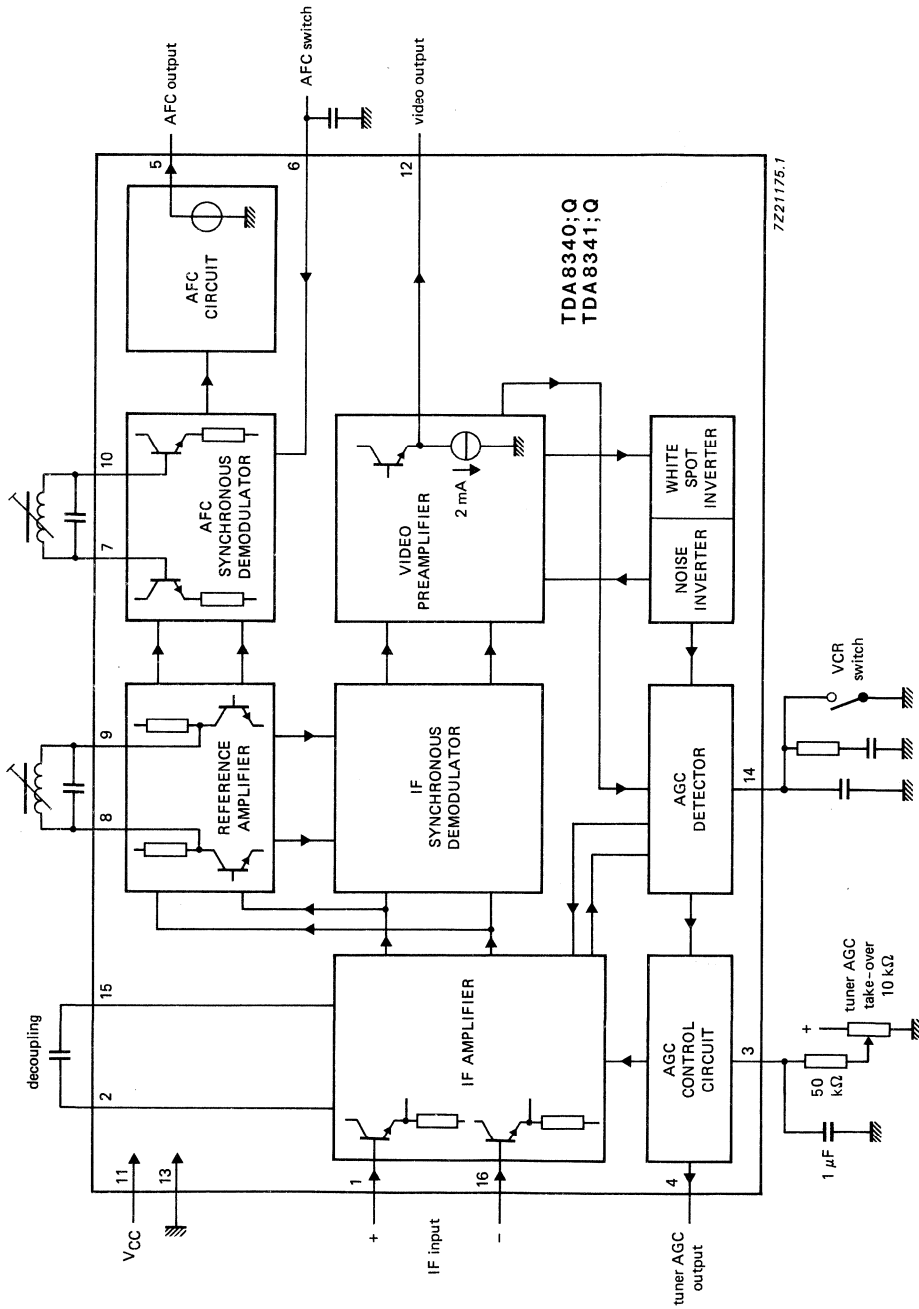 decoupling
2
15
8
9
7
10
VCC
11
13
5
AFC output
6
AFC switch
12
video output
REFERENCE
AMPLIFIER
AFC
SYNCHRONOUS
DEMODULATOR
AFC
CIRCUIT
IF input
+
1
−
16
IF AMPLIFIER
IF
SYNCHRONOUS
DEMODULATOR
VIDEO
PREAMPLIFIER
2 mA
TDA8340;Q
TDA8341;Q
tuner AGC
output
4
AGC
CONTROL
CIRCUIT
AGC
DETECTOR
NOISE
INVERTER
WHITE
SPOT
INVERTER
3
14
1 µF
50
kΩ
+
tuner AGC
take-over
10 kΩ
VCR
switch
7Z21175.1